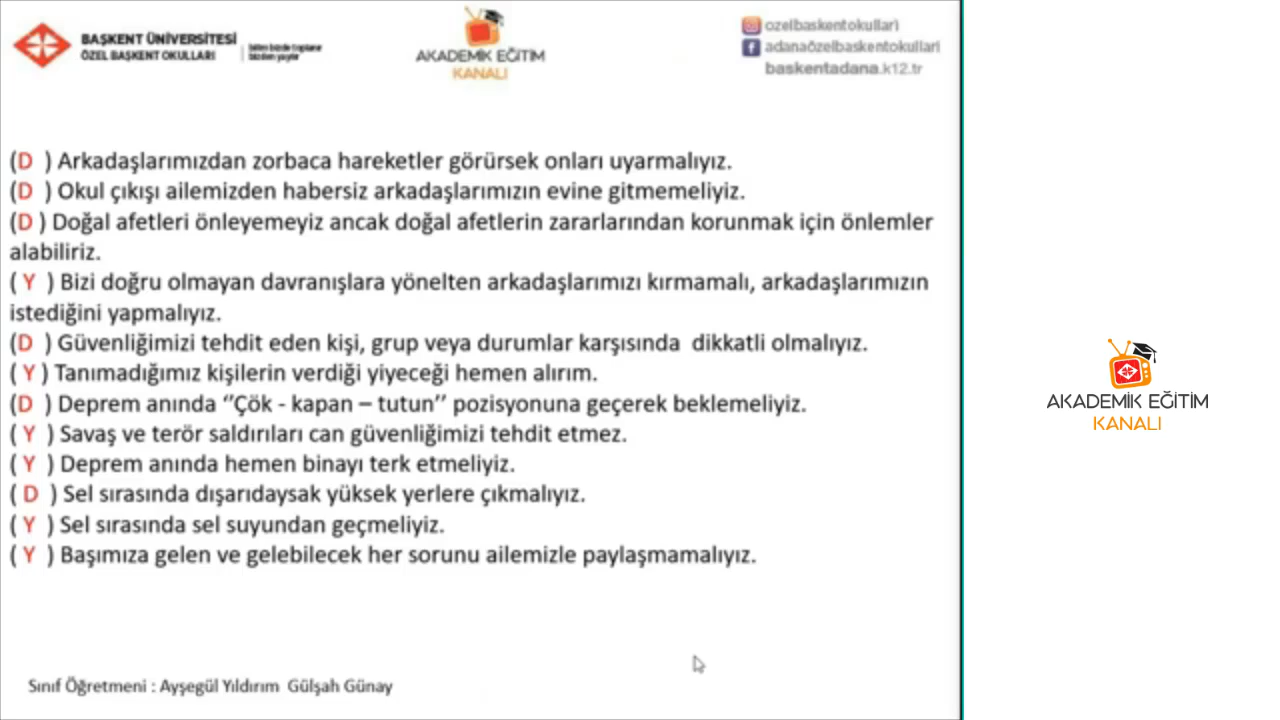 BAŞKENT ÜNİVERSİTESİ
ÖZEL BAŞKENT OKULLARI
AKADEMİK EĞİTİM
KANALI
ozelbaskentokullari
adanaözelbaskentokullari
baskentadana.k12.tr
(D ) Arkadaşlarımızdan zorbaca hareketler görürsek onları uyarmalıyız.
(D ) Okul çıkışı ailemizden habersiz arkadaşlarımızın evine gitmemeliyiz.
(D ) Doğal afetleri önleyemeyiz ancak doğal afetlerin zararlarından korunmak için önlemler
alabiliriz.
( Y ) Bizi doğru olmayan davranışlara yönelten arkadaşlarımızı kırmamalı, arkadaşlarımızın
istediğini yapmalıyız.
(D ) Güvenliğimizi tehdit eden kişi, grup veya durumlar karşısında dikkatli olmalıyız.
( Y ) Tanımadığımız kişilerin verdiği yiyeceği hemen alırım.
(D ) Deprem anında ‘’Çök - kapan – tutun’’ pozisyonuna geçerek beklemeliyiz.
( Y ) Savaş ve terör saldırıları can güvenliğimizi tehdit etmez.
( Y ) Deprem anında hemen binayı terk etmeliyiz.
( D ) Sel sırasında dışarıdaysak yüksek yerlere çıkmalıyız.
( Y ) Sel sırasında sel suyundan geçmeliyiz.
( Y ) Başımıza gelen ve gelebilecek her sorunu ailemizle paylaşmamalıyız.
Sınıf Öğretmeni : Ayşegül Yıldırım Gülşah Günay
AKADEMİK EĞİTİM
KANALI